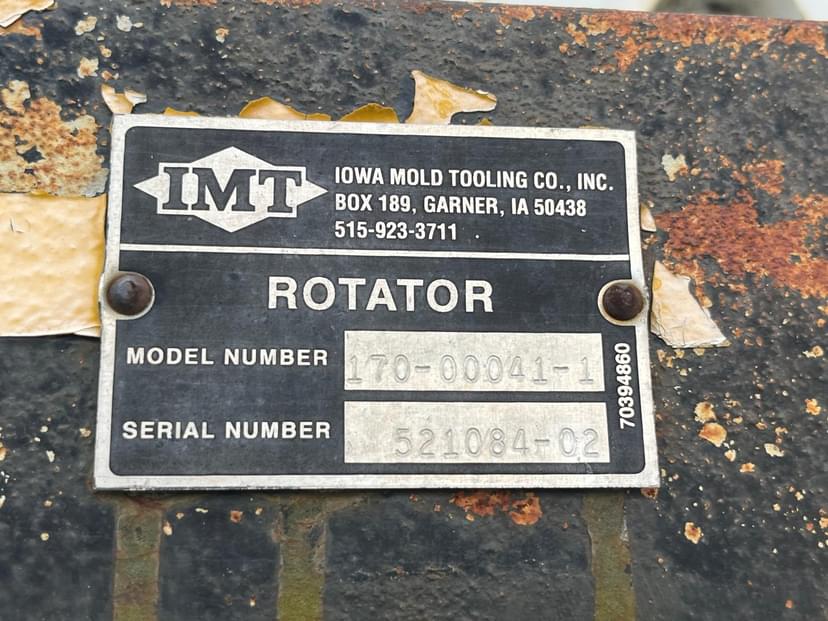 IMT
IOWA MOLD TOOLING CO., INC.
BOX 189, GARNER, IA 50438
515-923-3711
ROTATOR
MODEL NUMBER 170-00041-1
SERIAL NUMBER 521084-02
70394860